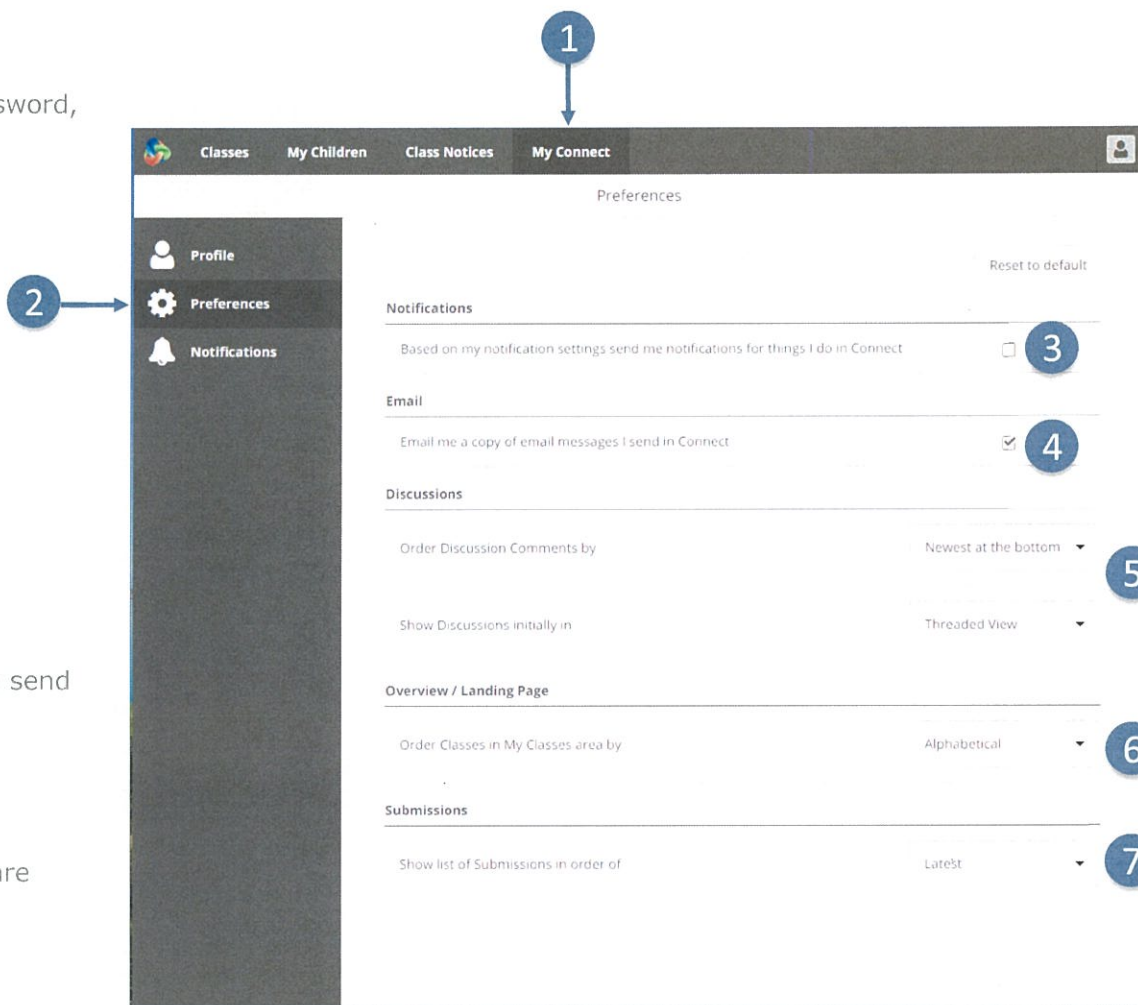 1
sword,
Classes My Children Class Notices My Connect
Preferences
Profile
Reset to default
2
Preferences
Notifications
Notifications
Based on my notification settings send me notifications for things I do in Connect
3
Email
Email me a copy of email messages I send in Connect
4
Discussions
Order Discussion Comments by
Newest at the bottom
5
Show Discussions initially in
Threaded View
send
Overview / Landing Page
Order Classes in My Classes area by
Alphabetical
6
Submissions
Show list of Submissions in order of
Latest
7
are